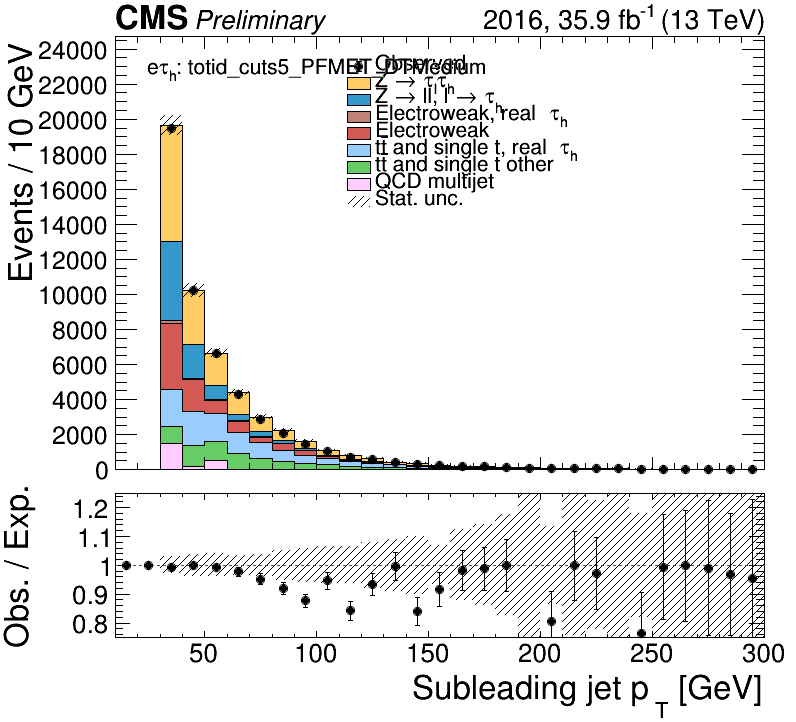 CMS Preliminary 2016, 35.9 fb⁻¹ (13 TeV)
eτh: totid_cuts5_PFMET_DTMedium
Observed
Z → τlτh
Z → ll, l → τh
Electroweak, real τh
Electroweak
tt̄ and single t, real τh
tt̄ and single t other
QCD multijet
Stat. unc.
Events / 10 GeV
24000
22000
20000
18000
16000
14000
12000
10000
8000
6000
4000
2000
0
Obs. / Exp.
1.2
1.1
1
0.9
0.8
50 100 150 200 250 300
Subleading jet pT [GeV]